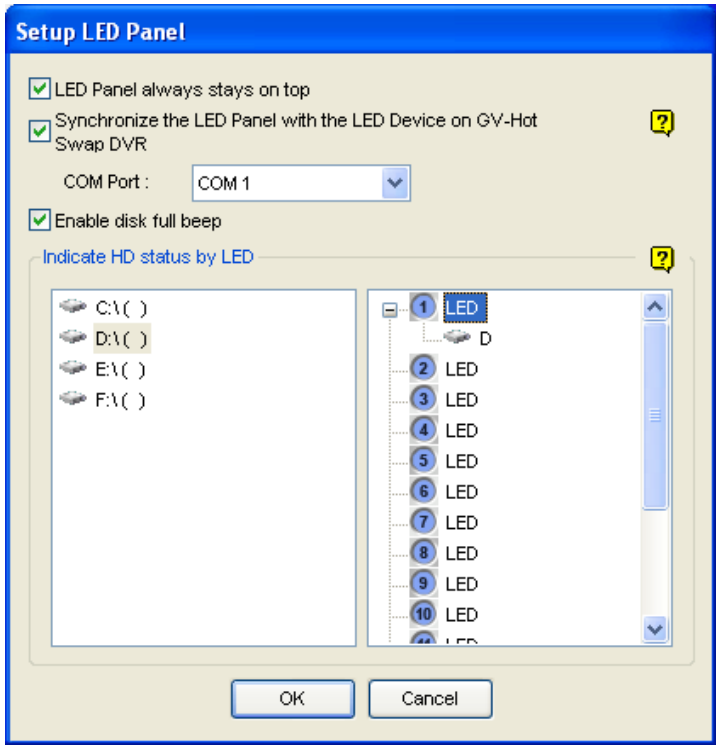 Setup LED Panel
LED Panel always stays on top
Synchronize the LED Panel with the LED Device on GV-Hot
Swap DVR
?
COM Port :
COM 1
Enable disk full beep
Indicate HD status by LED
?
C:\( )
D:\( )
E:\( )
F:\( )
1 LED
D
2 LED
3 LED
4 LED
5 LED
6 LED
7 LED
8 LED
9 LED
10 LED
11 LED
OK
Cancel